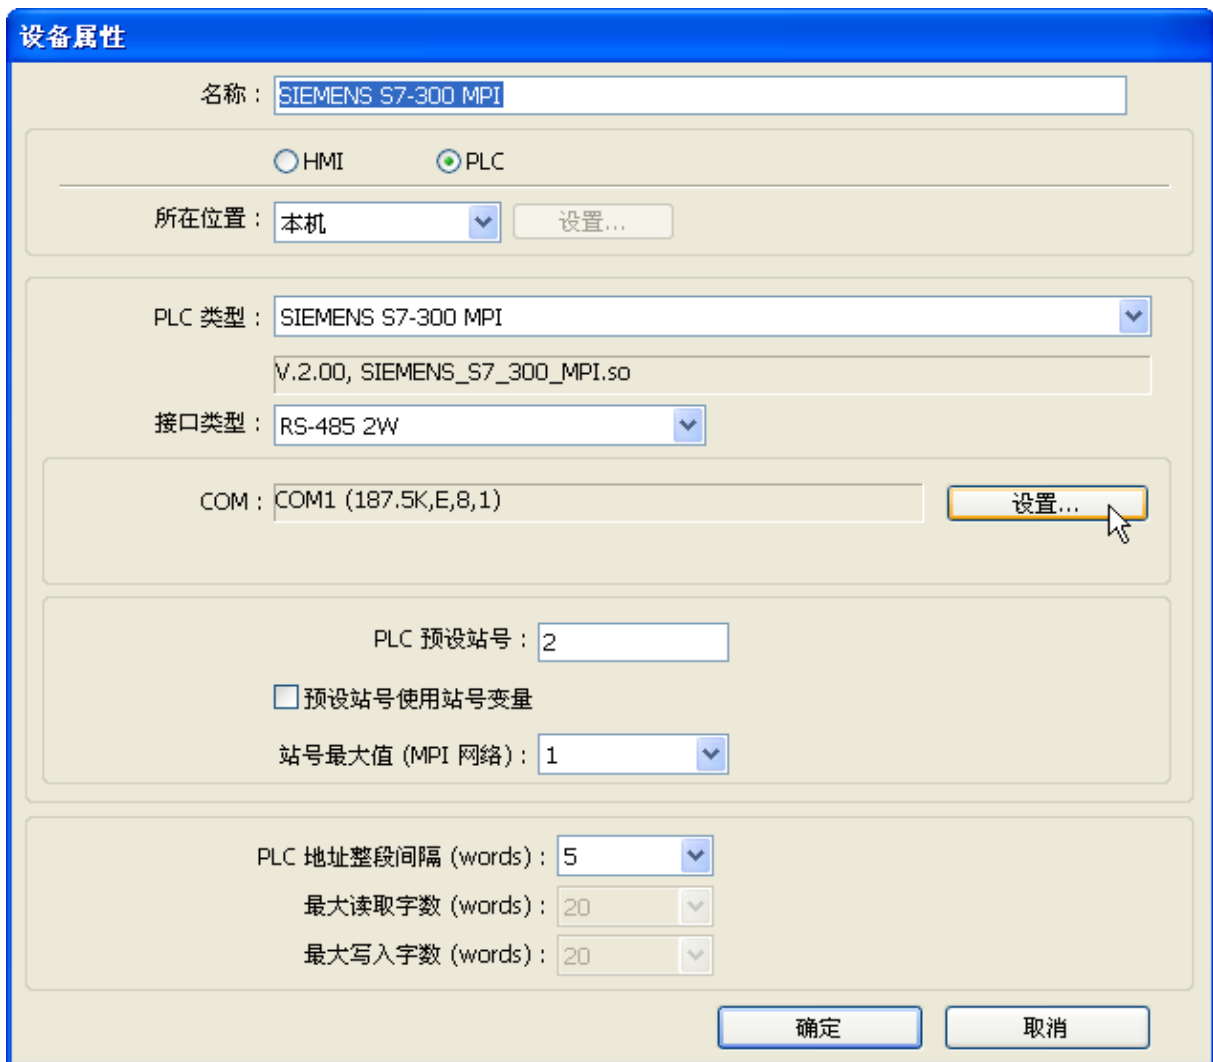 设备属性
名称： SIEMENS S7-300 MPI
HMI PLC
所在位置： 本机 设置...
PLC 类型： SIEMENS S7-300 MPI
V.2.00, SIEMENS_S7_300_MPI.so
接口类型： RS-485 2W
COM： COM1 (187.5K,E,8,1) 设置...
PLC 预设站号： 2
预设站号使用站号变量
站号最大值 (MPI 网络)： 1
PLC 地址整段间隔 (words)： 5
最大读取字数 (words)： 20
最大写入字数 (words)： 20
确定 取消